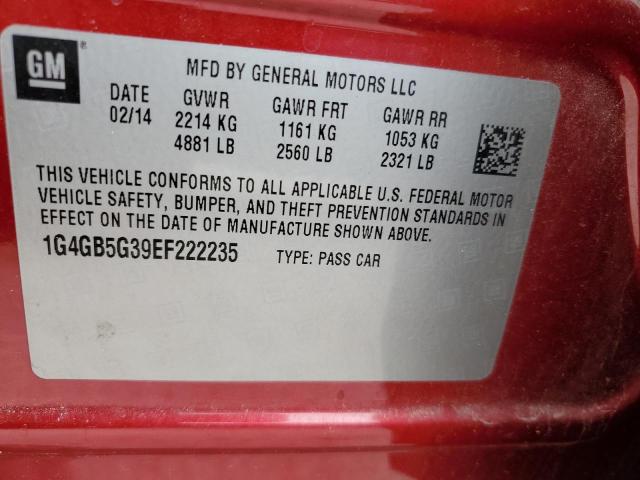 GM ®
MFD BY GENERAL MOTORS LLC
DATE GVWR GAWR FRT GAWR RR
02/14 2214 KG 1161 KG 1053 KG
4881 LB 2560 LB 2321 LB
THIS VEHICLE CONFORMS TO ALL APPLICABLE U.S. FEDERAL MOTOR
VEHICLE SAFETY, BUMPER, AND THEFT PREVENTION STANDARDS IN
EFFECT ON THE DATE OF MANUFACTURE SHOWN ABOVE.
1G4GB5G39EF222235 TYPE: PASS CAR